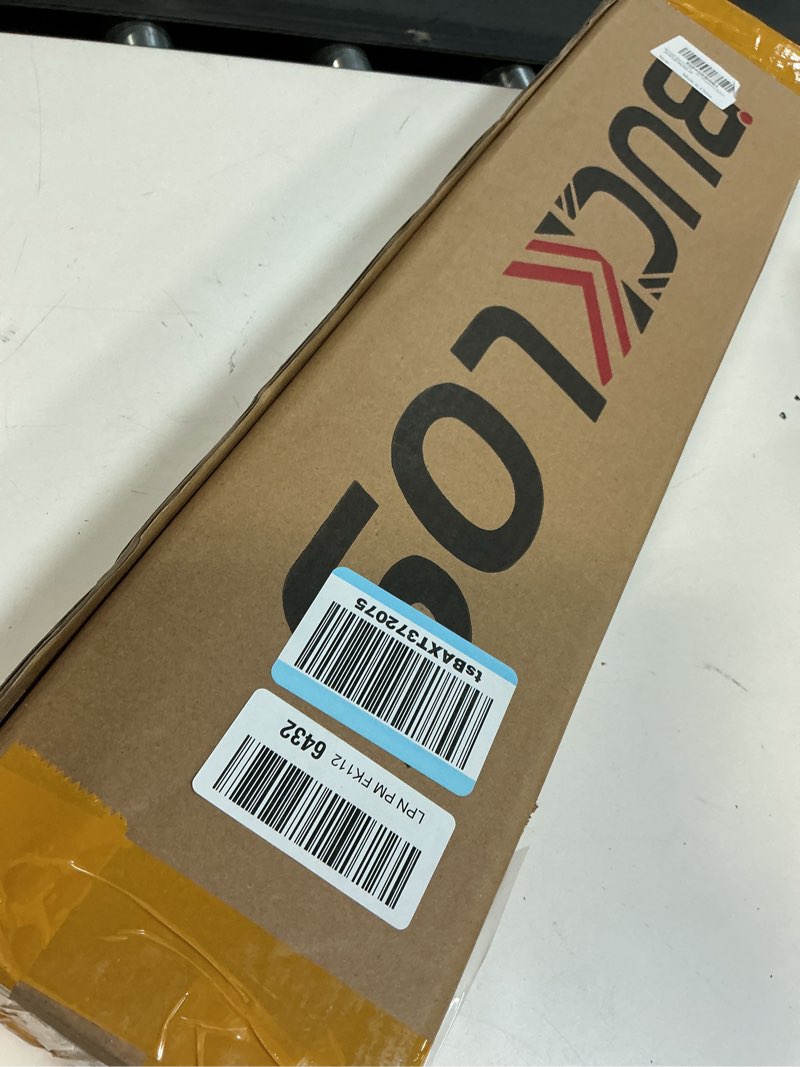 BUCKLOS
tsBAXT372075
LPN PM FK112 6432